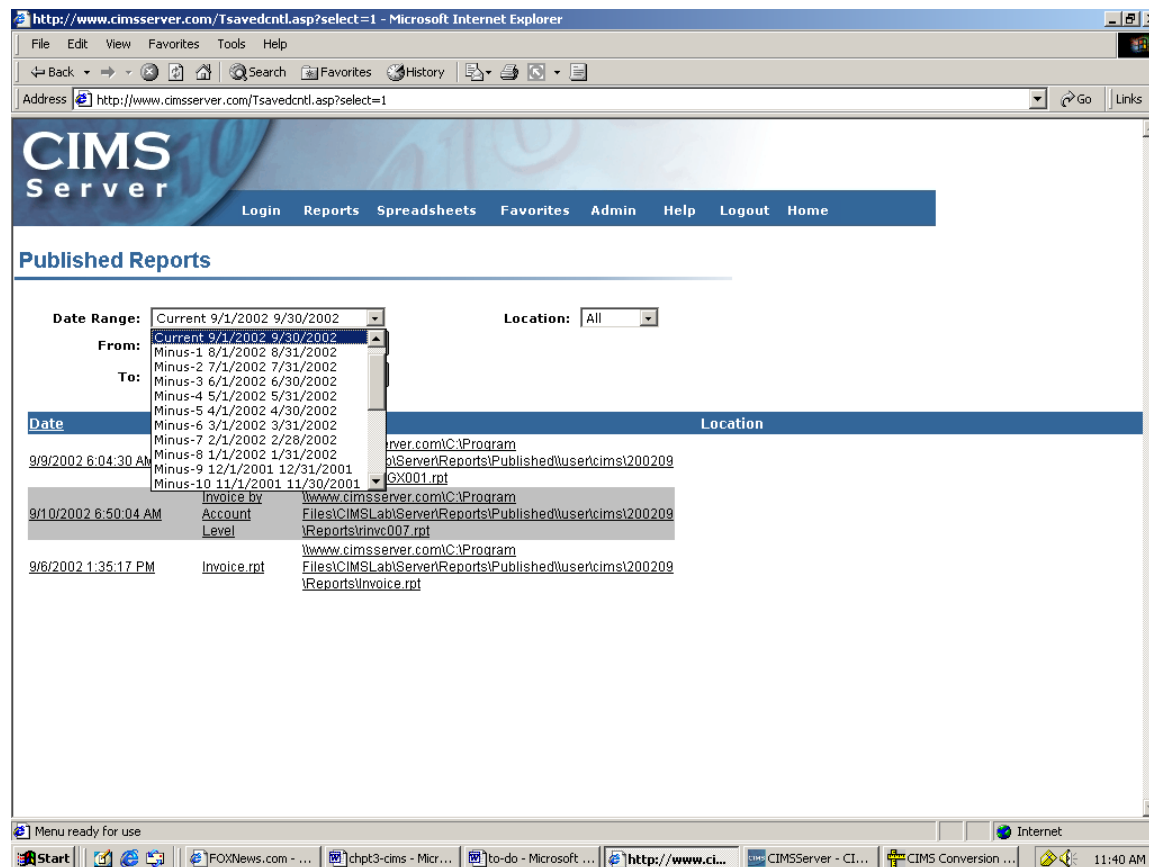 http://www.cimsserver.com/Tsavedcntl.asp?select=1 - Microsoft Internet Explorer
File Edit View Favorites Tools Help
Back Search Favorites History
Address http://www.cimsserver.com/Tsavedcntl.asp?select=1 Go Links
CIMS
Server
Login Reports Spreadsheets Favorites Admin Help Logout Home
Published Reports
Date Range: Current 9/1/2002 9/30/2002 Location: All
From:
To:
Current 9/1/2002 9/30/2002
Minus-1 8/1/2002 8/31/2002
Minus-2 7/1/2002 7/31/2002
Minus-3 6/1/2002 6/30/2002
Minus-4 5/1/2002 5/31/2002
Minus-5 4/1/2002 4/30/2002
Minus-6 3/1/2002 3/31/2002
Minus-7 2/1/2002 2/28/2002
Minus-8 1/1/2002 1/31/2002
Minus-9 12/1/2001 12/31/2001
Minus-10 11/1/2001 11/30/2001
Date Location
rver.com\C:\Program
9/9/2002 6:04:30 AM \Server\Reports\Published\\user\cims\200209
GX001.rpt
Invoice by \\www.cimsserver.com\C:\Program
9/10/2002 6:50:04 AM Account Files\CIMSLab\Server\Reports\Published\\user\cims\200209
Level \Reports\rinvc007.rpt
\\www.cimsserver.com\C:\Program
9/6/2002 1:35:17 PM Invoice.rpt Files\CIMSLab\Server\Reports\Published\\user\cims\200209
\Reports\Invoice.rpt
Menu ready for use Internet
Start FOXNews.com - ... chpt3-cims - Micr... to-do - Microsoft ... http://www.ci... CIMSServer - CI... CIMS Conversion ... 11:40 AM